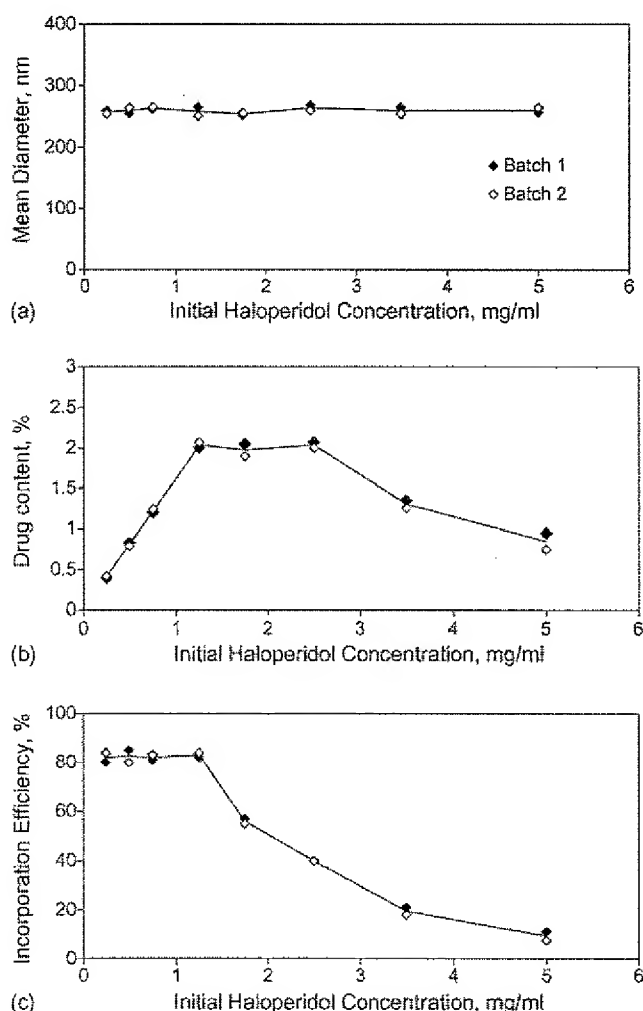 400
300
200
100
0
Mean Diameter, nm
Batch 1
Batch 2
0 1 2 3 4 5 6
(a) Initial Haloperidol Concentration, mg/ml
3
2.5
2
1.5
1
0.5
0
Drug content, %
0 1 2 3 4 5 6
(b) Initial Haloperidol Concentration, mg/ml
100
80
60
40
20
0
Incorporation Efficiency, %
0 1 2 3 4 5 6
(c) Initial Haloperidol Concentration, mg/ml